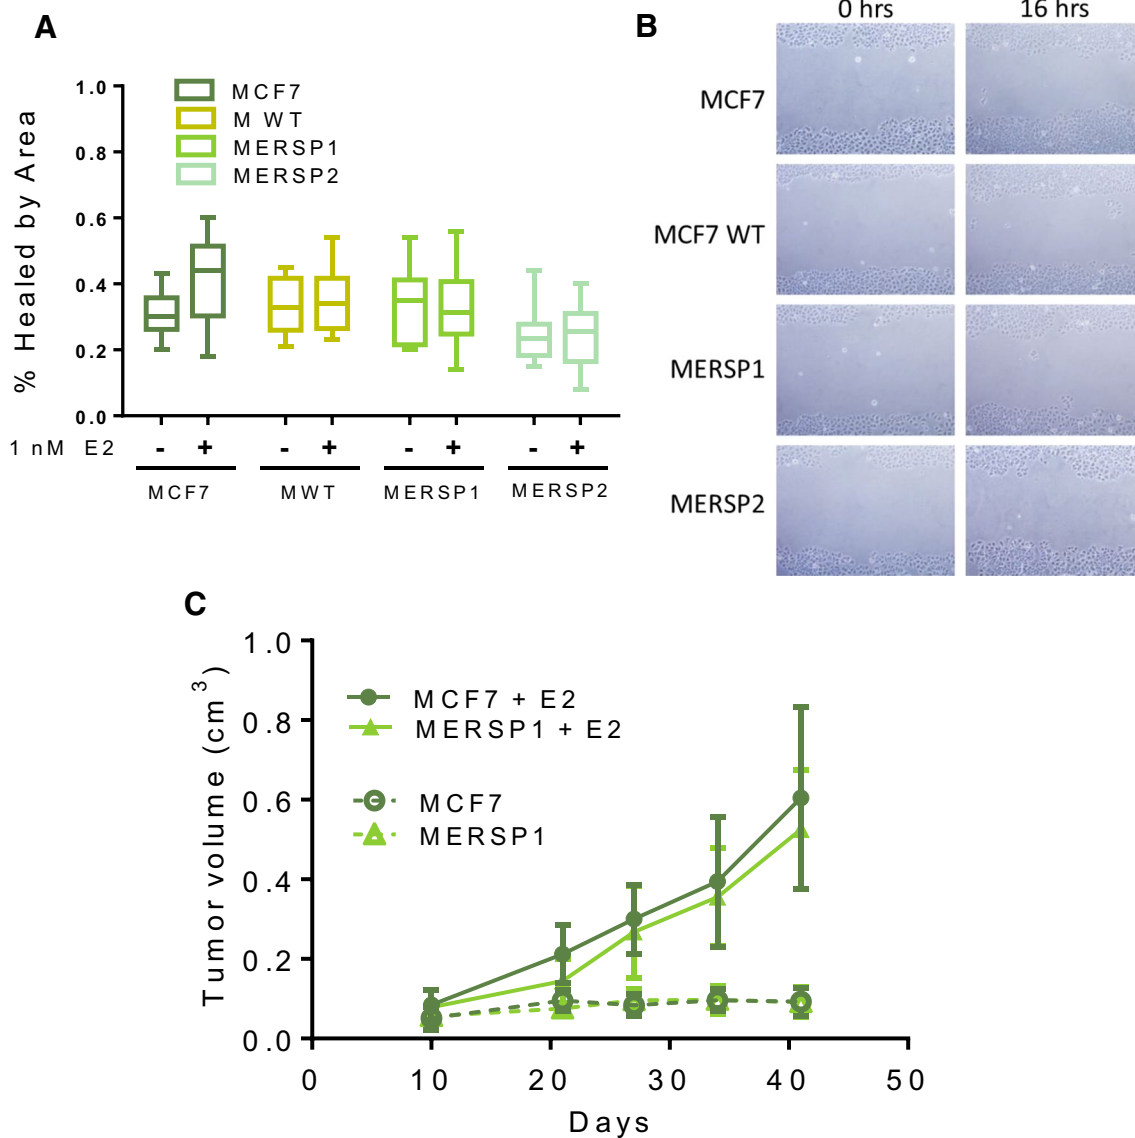 A
% Healed by Area
1.0
0.8
0.6
0.4
0.2
0.0
MCF7
M WT
MERSP1
MERSP2
1 nM E2 - + - + - + - +
MCF7 MWT MERSP1 MERSP2
B
0 hrs 16 hrs
MCF7
MCF7 WT
MERSP1
MERSP2
C
Tumor volume (cm³)
1.0
0.8
0.6
0.4
0.2
0.0
MCF7 + E2
MERSP1 + E2
MCF7
MERSP1
0 10 20 30 40 50
Days